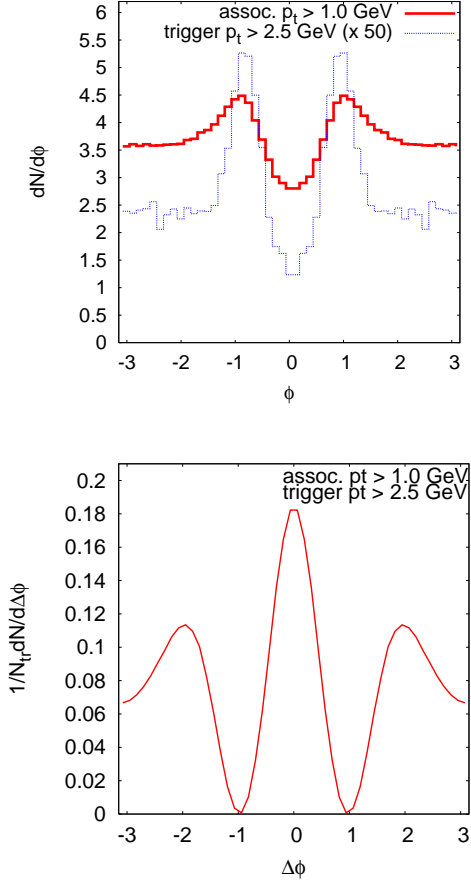 assoc. p_t > 1.0 GeV
trigger p_t > 2.5 GeV (x 50)
6
5.5
5
4.5
4
3.5
3
2.5
2
1.5
1
0.5
0
dN/dϕ
-3 -2 -1 0 1 2 3
ϕ
assoc. pt > 1.0 GeV
trigger pt > 2.5 GeV
0.2
0.18
0.16
0.14
0.12
0.1
0.08
0.06
0.04
0.02
0
1/N_tr dN/dΔϕ
-3 -2 -1 0 1 2 3
Δϕ